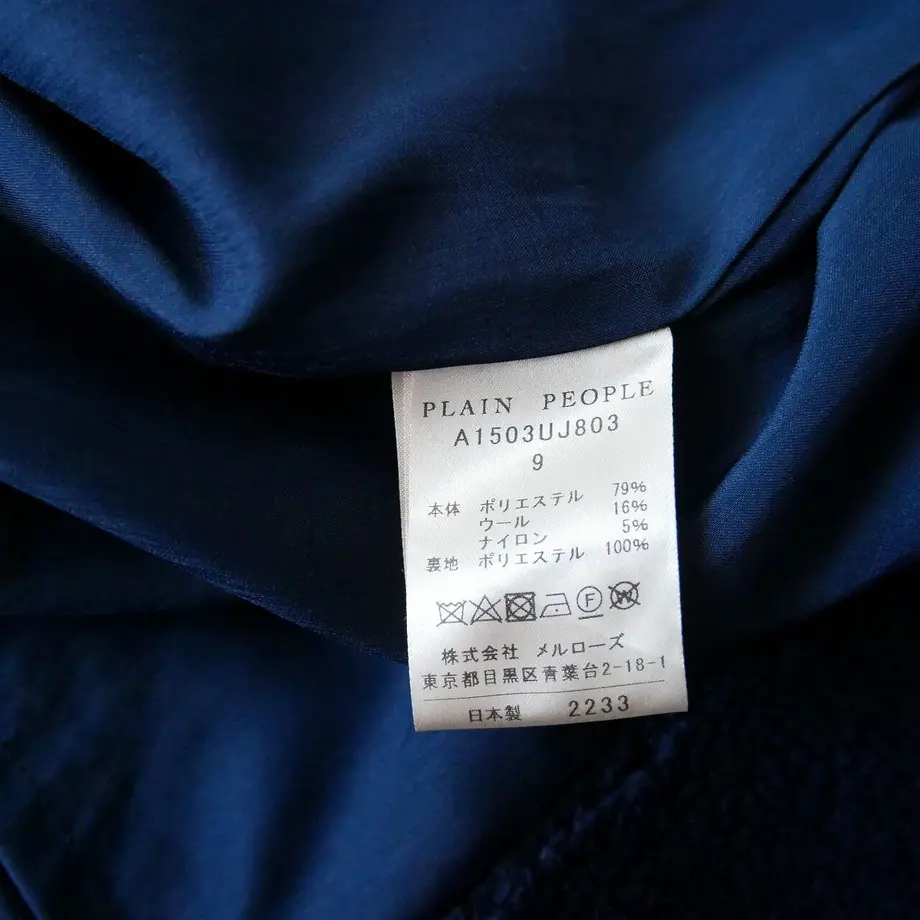 PLAIN PEOPLE
A1503UJ803
9
本体 ポリエステル 79%
ウール 16%
ナイロン 5%
裏地 ポリエステル 100%
F W
株式会社 メルローズ
東京都目黒区青葉台2-18-1
日本製 2233